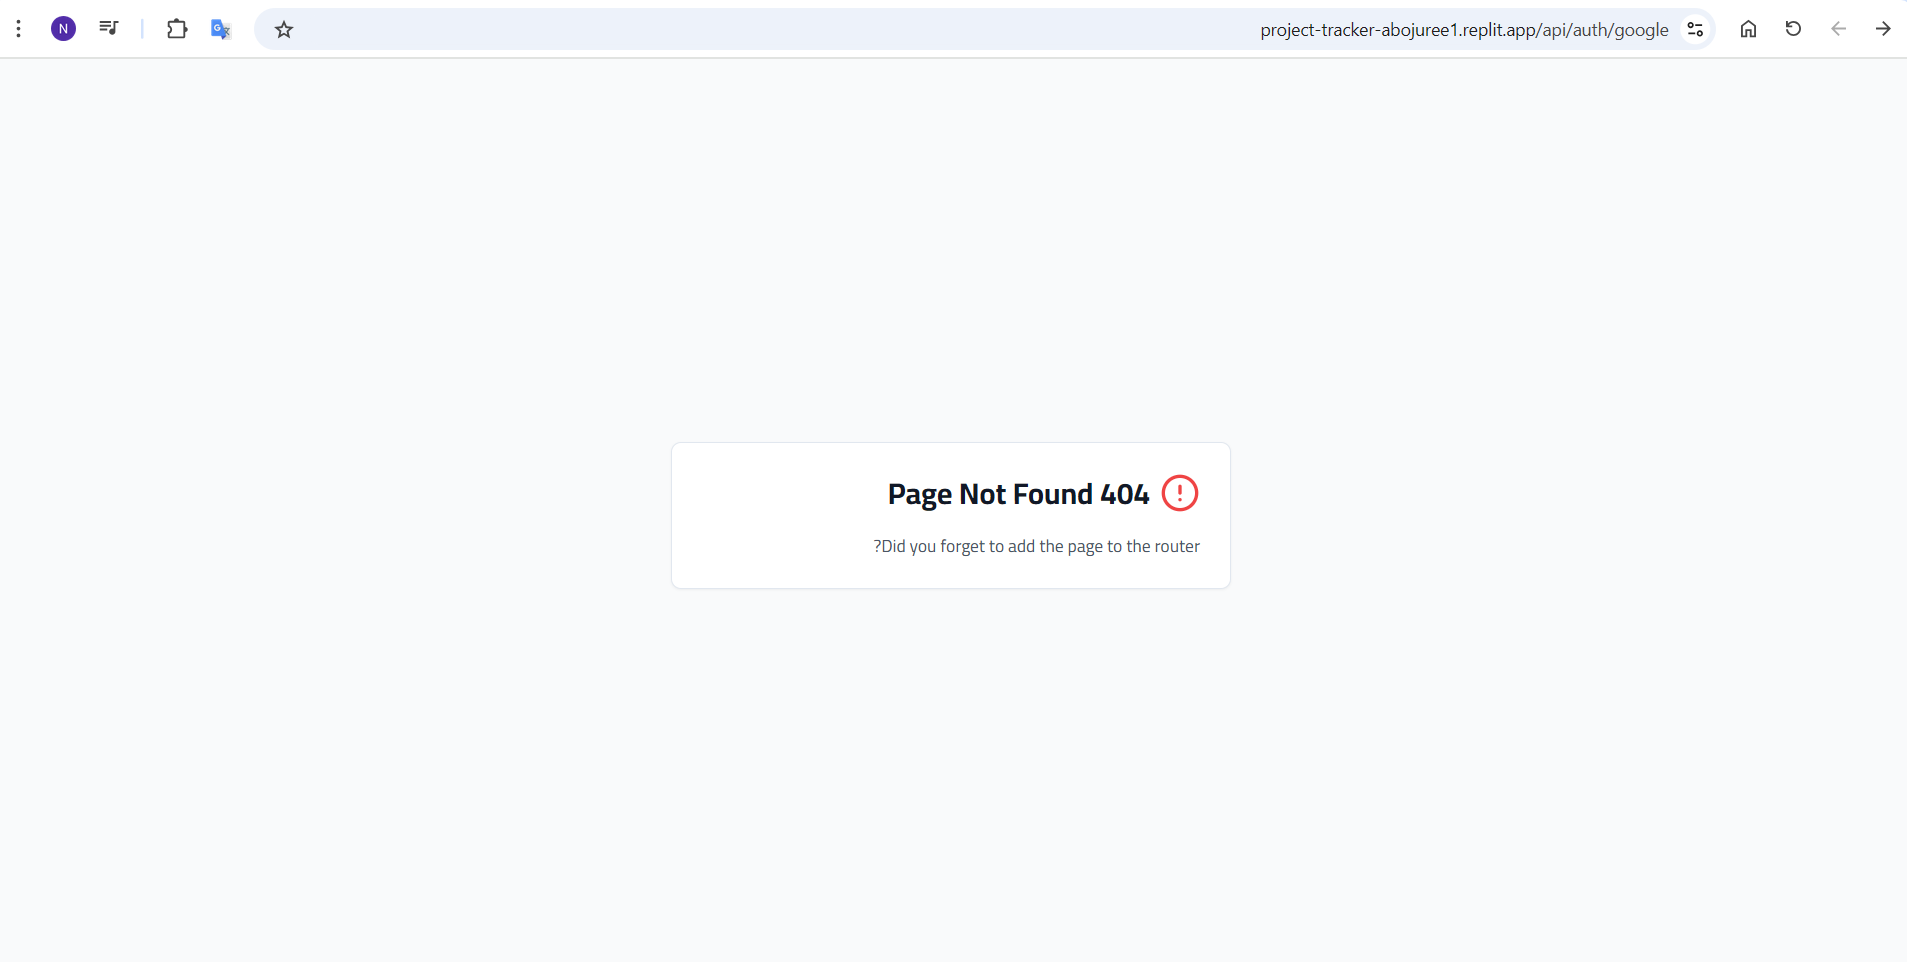 N
project-tracker-abojuree1.replit.app/api/auth/google
Page Not Found 404
?Did you forget to add the page to the router